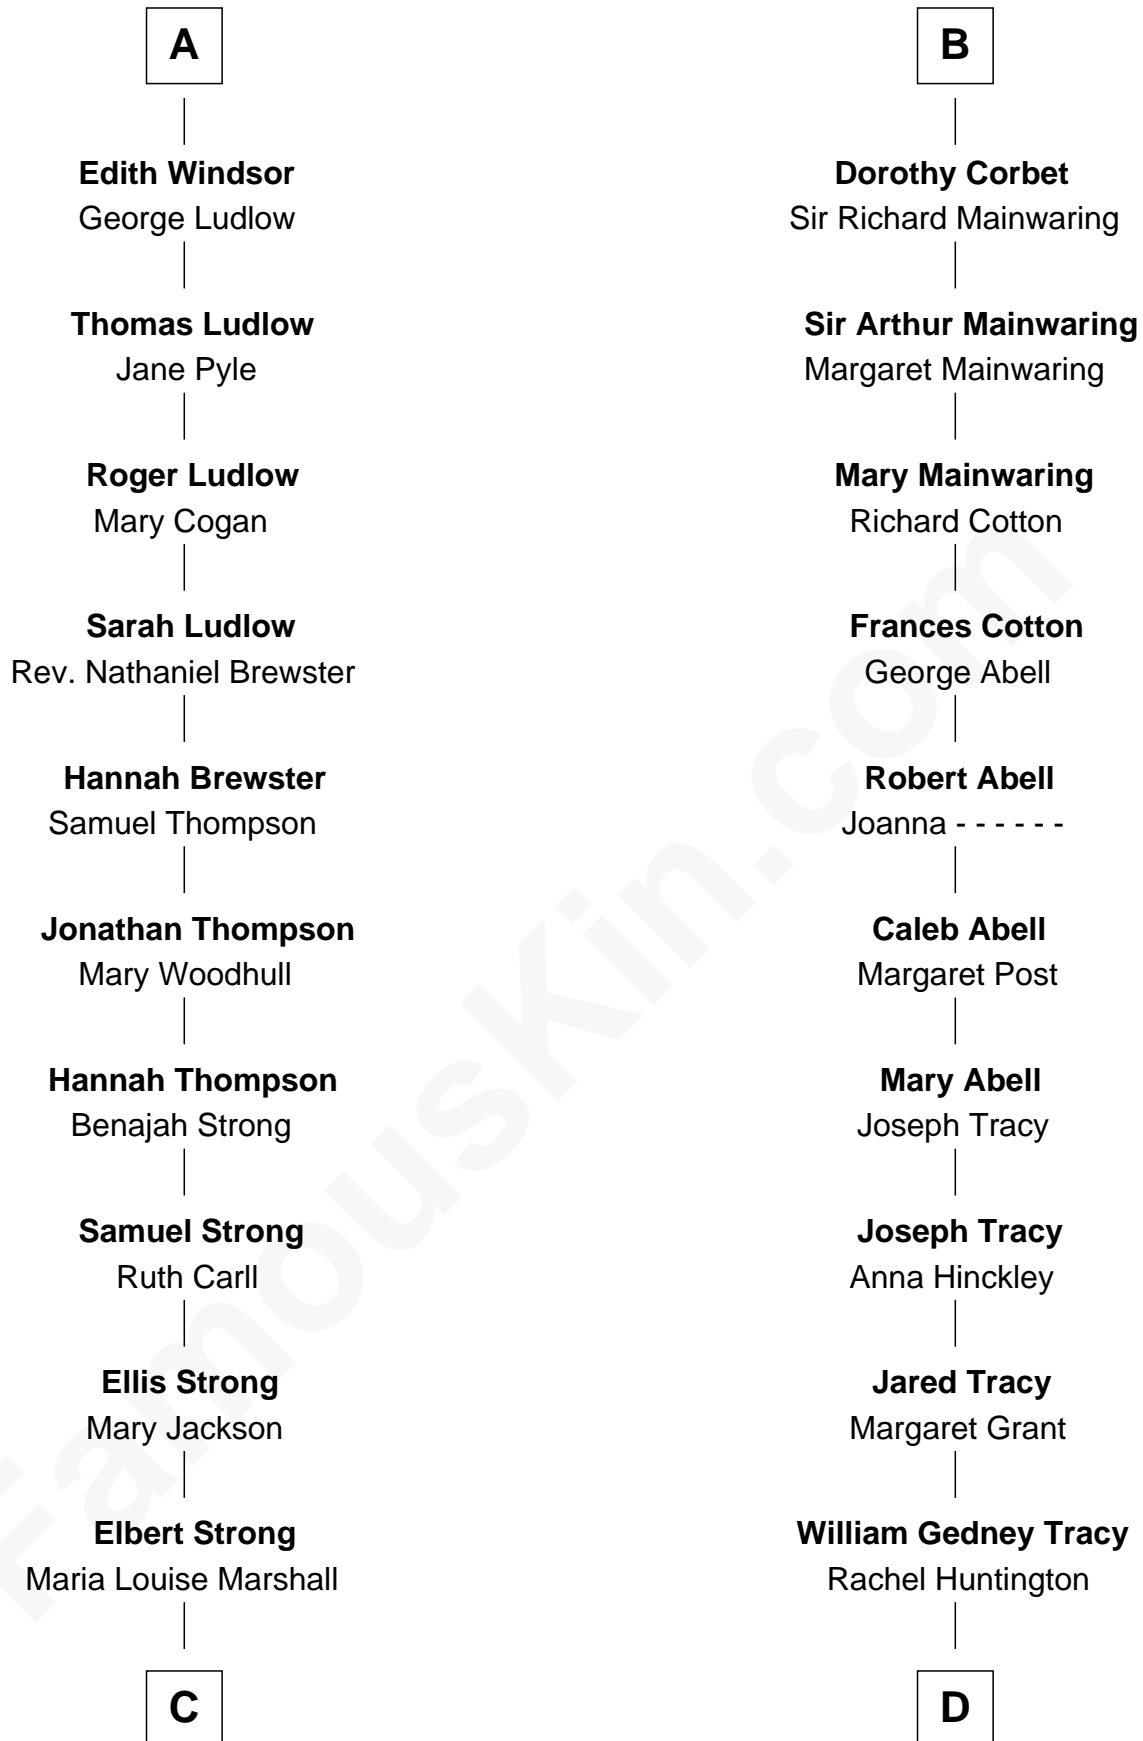 A
Edith Windsor
George Ludlow
Thomas Ludlow
Jane Pyle
Roger Ludlow
Mary Cogan
Sarah Ludlow
Rev. Nathaniel Brewster
Hannah Brewster
Samuel Thompson
Jonathan Thompson
Mary Woodhull
Hannah Thompson
Benajah Strong
Samuel Strong
Ruth Carll
Ellis Strong
Mary Jackson
Elbert Strong
Maria Louise Marshall
C
B
Dorothy Corbet
Sir Richard Mainwaring
Sir Arthur Mainwaring
Margaret Mainwaring
Mary Mainwaring
Richard Cotton
Frances Cotton
George Abell
Robert Abell
Joanna - - - - - -
Caleb Abell
Margaret Post
Mary Abell
Joseph Tracy
Joseph Tracy
Anna Hinckley
Jared Tracy
Margaret Grant
William Gedney Tracy
Rachel Huntington
D
FamousKin.com